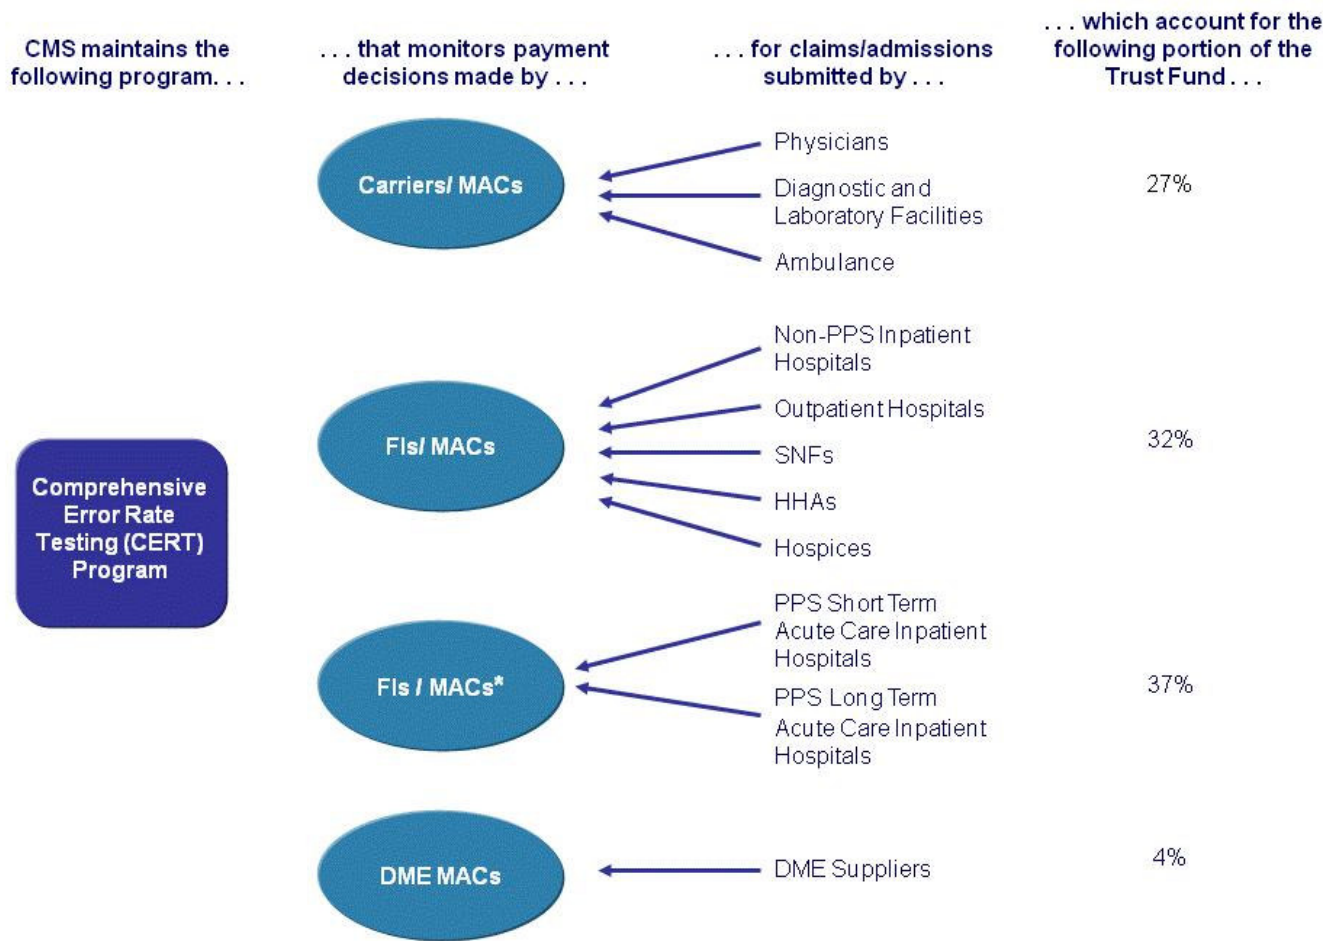 CMS maintains the
following program. . .
. . . that monitors payment
decisions made by . . .
. . . for claims/admissions
submitted by . . .
. . . which account for the
following portion of the
Trust Fund . . .
Comprehensive
Error Rate
Testing (CERT)
Program
Carriers/ MACs
Physicians
Diagnostic and
Laboratory Facilities
Ambulance
27%
FIs/ MACs
Non-PPS Inpatient
Hospitals
Outpatient Hospitals
SNFs
HHAs
Hospices
32%
FIs / MACs*
PPS Short Term
Acute Care Inpatient
Hospitals
PPS Long Term
Acute Care Inpatient
Hospitals
37%
DME MACs
DME Suppliers
4%